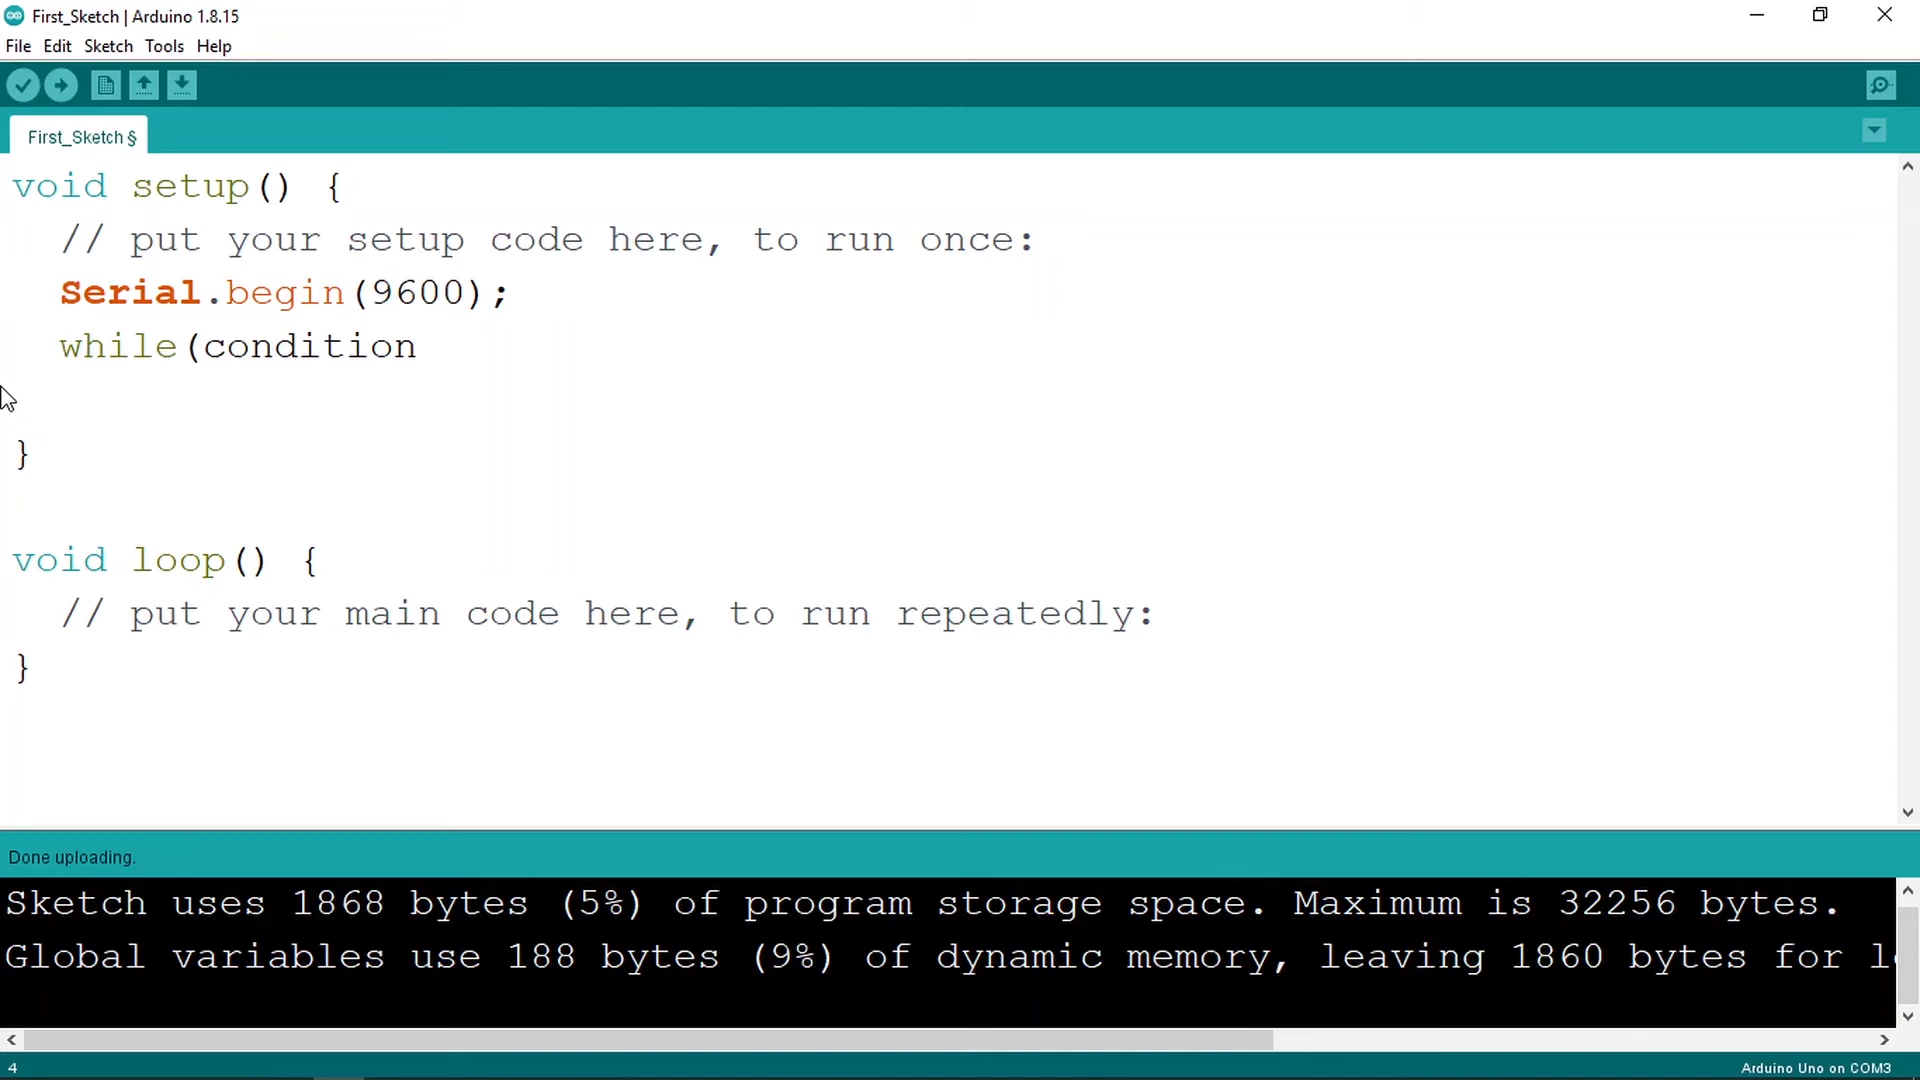 First_Sketch | Arduino 1.8.15
File Edit Sketch Tools Help
First_Sketch §
void setup() {
  // put your setup code here, to run once:
  Serial.begin(9600);
  while(condition
}
void loop() {
  // put your main code here, to run repeatedly:
}
Done uploading.
Sketch uses 1868 bytes (5%) of program storage space. Maximum is 32256 bytes.
Global variables use 188 bytes (9%) of dynamic memory, leaving 1860 bytes for
4 Arduino Uno on COM3